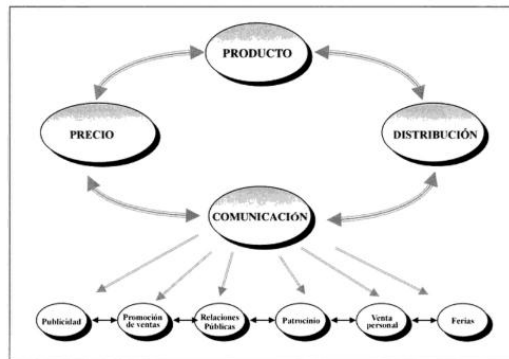 PRODUCTO
PRECIO
DISTRIBUCIÓN
COMUNICACIÓN
Publicidad
Promoción
de ventas
Relaciones
Públicas
Patrocinio
Venta
personal
Ferias